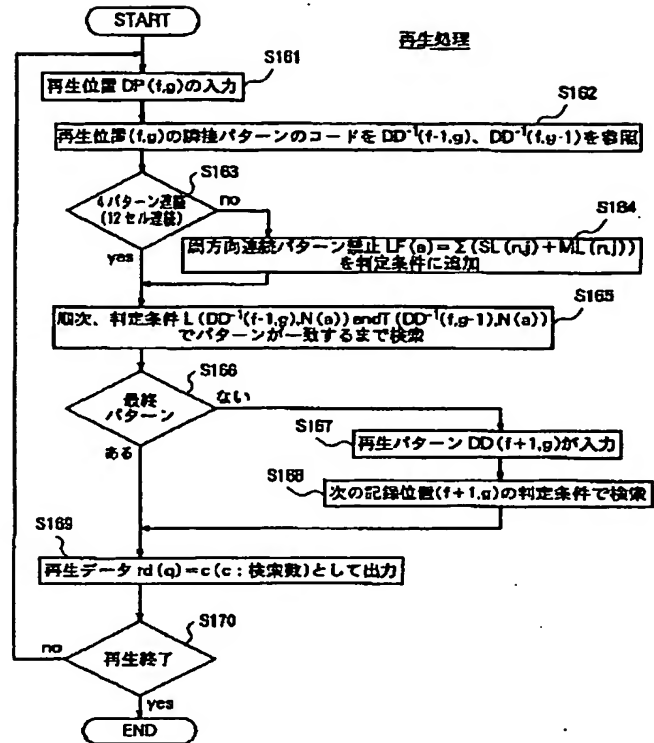 START
再生処理
S161
再生位置 DP(f,g)の入力
S162
再生位置(f,g)の隣接パターンのコードを DD⁻¹(f-1,g)、DD⁻¹(f,g-1)を参照
S163
4パターン連続
(12セル連続)
no
yes
S164
周方向連続パターン禁止 LF(a)=Σ(SL(n,j)+ML(n,j))
を判定条件に追加
S165
順次、判定条件 L(DD⁻¹(f-1,g),N(a))andT(DD⁻¹(f,g-1),N(a))
でパターンが一致するまで検索
S166
最終
パターン
ない
ある
S167
再生パターン DD(f+1,g)が入力
S168
次の記録位置(f+1,g)の判定条件で検索
S169
再生データ rd(q)=c(c:検索数)として出力
S170
再生終了
no
yes
END